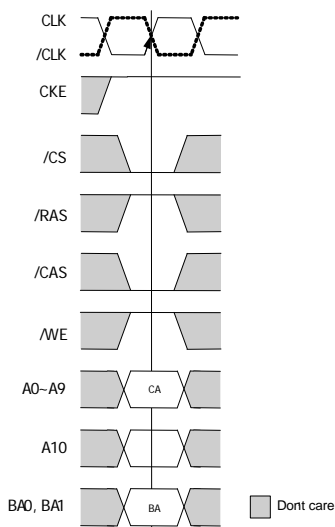 CLK
/CLK
CKE
/CS
/RAS
/CAS
/WE
A0~A9
CA
A10
BA0, BA1
BA
Dont care